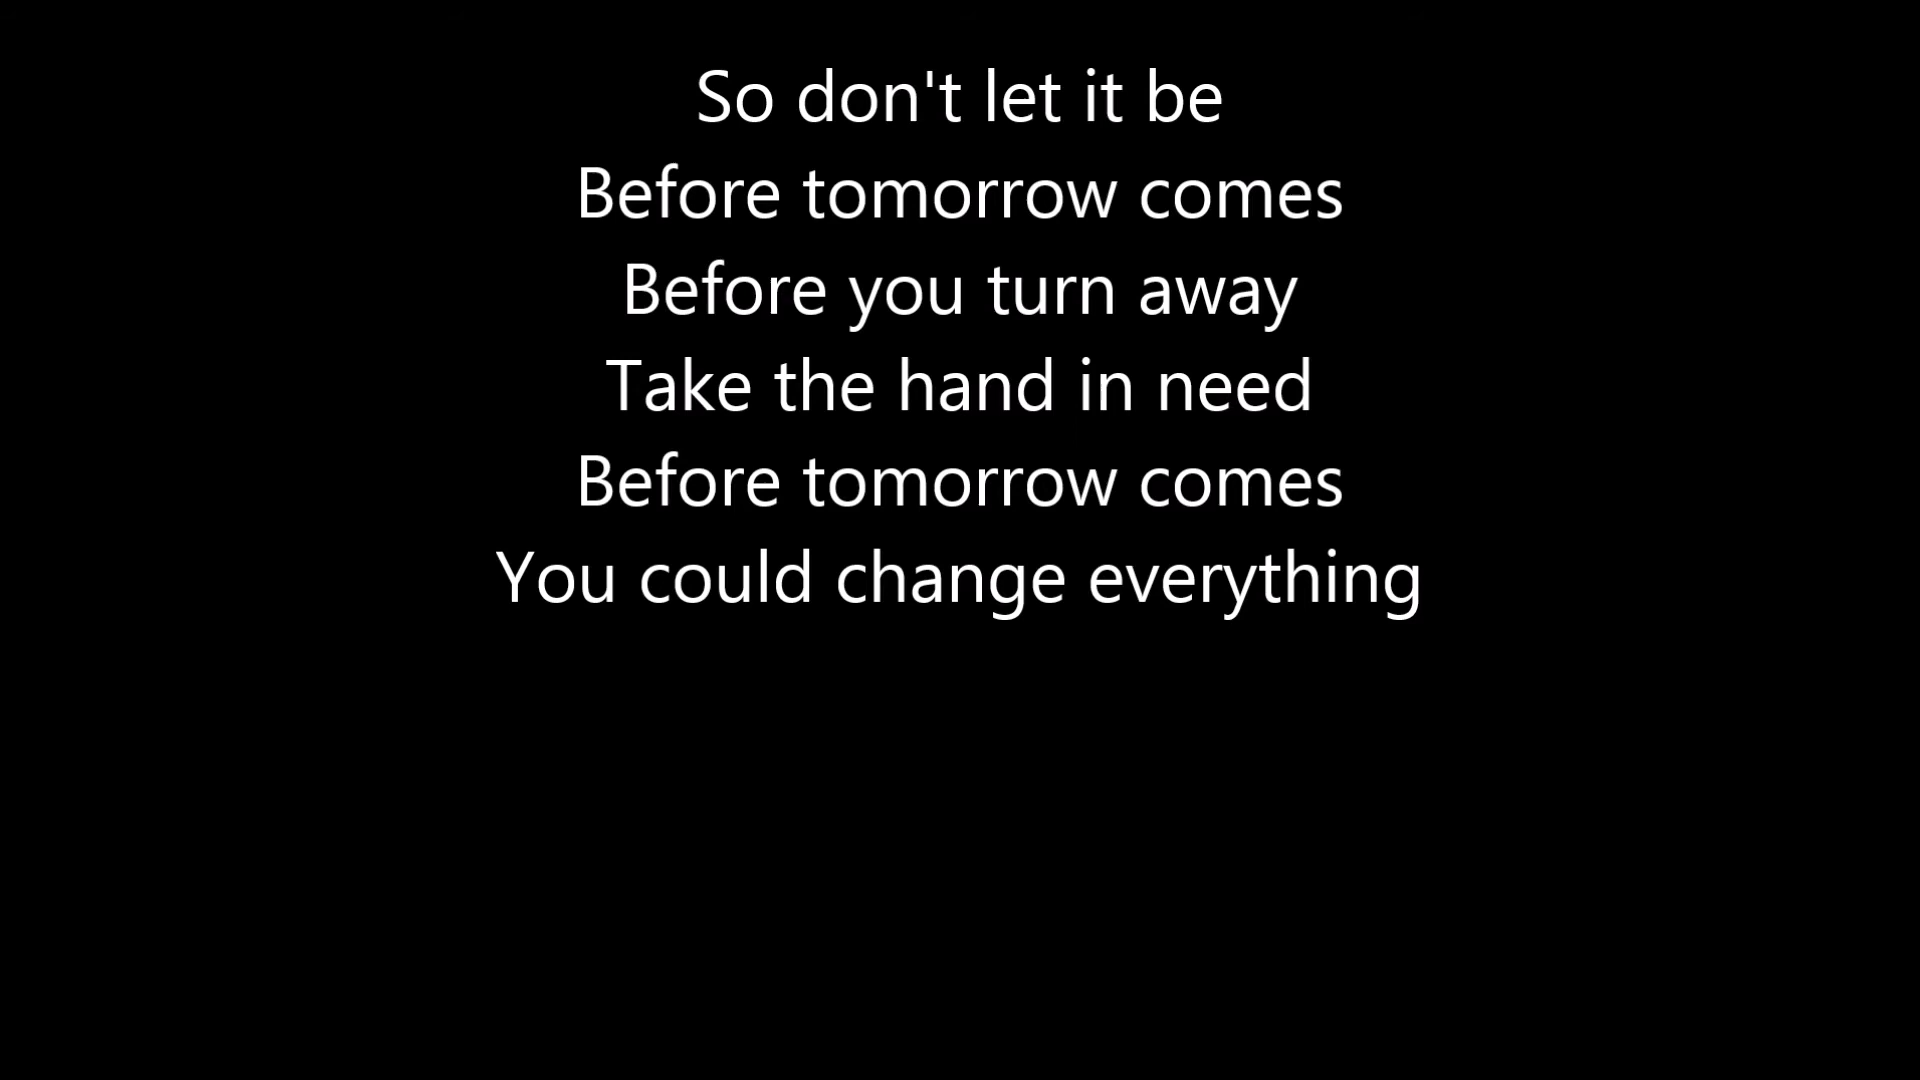 So don't let it be
Before tomorrow comes
Before you turn away
Take the hand in need
Before tomorrow comes
You could change everything